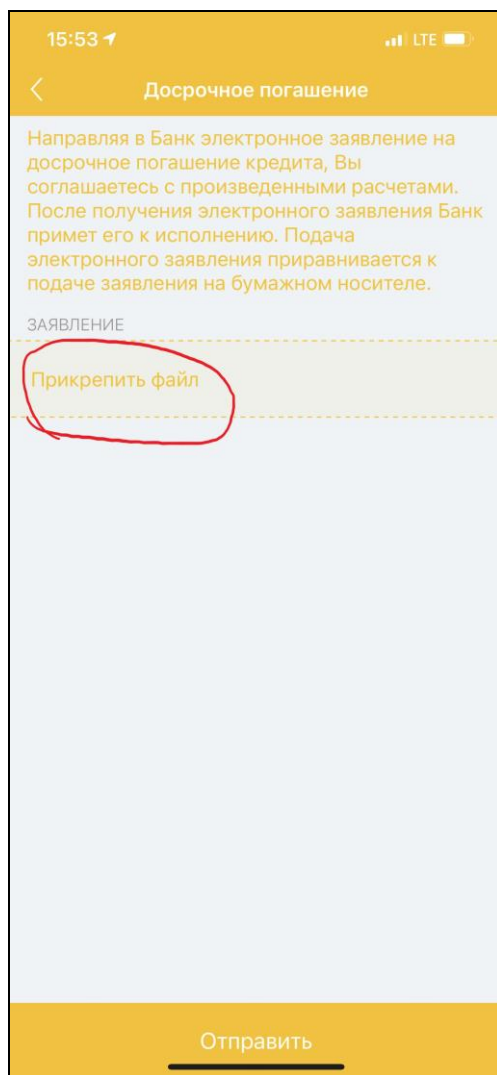 15:53
LTE
Досрочное погашение
Направляя в Банк электронное заявление на
досрочное погашение кредита, Вы
соглашаетесь с произведенными расчетами.
После получения электронного заявления Банк
примет его к исполнению. Подача
электронного заявления приравнивается к
подаче заявления на бумажном носителе.
ЗАЯВЛЕНИЕ
Прикрепить файл
Отправить